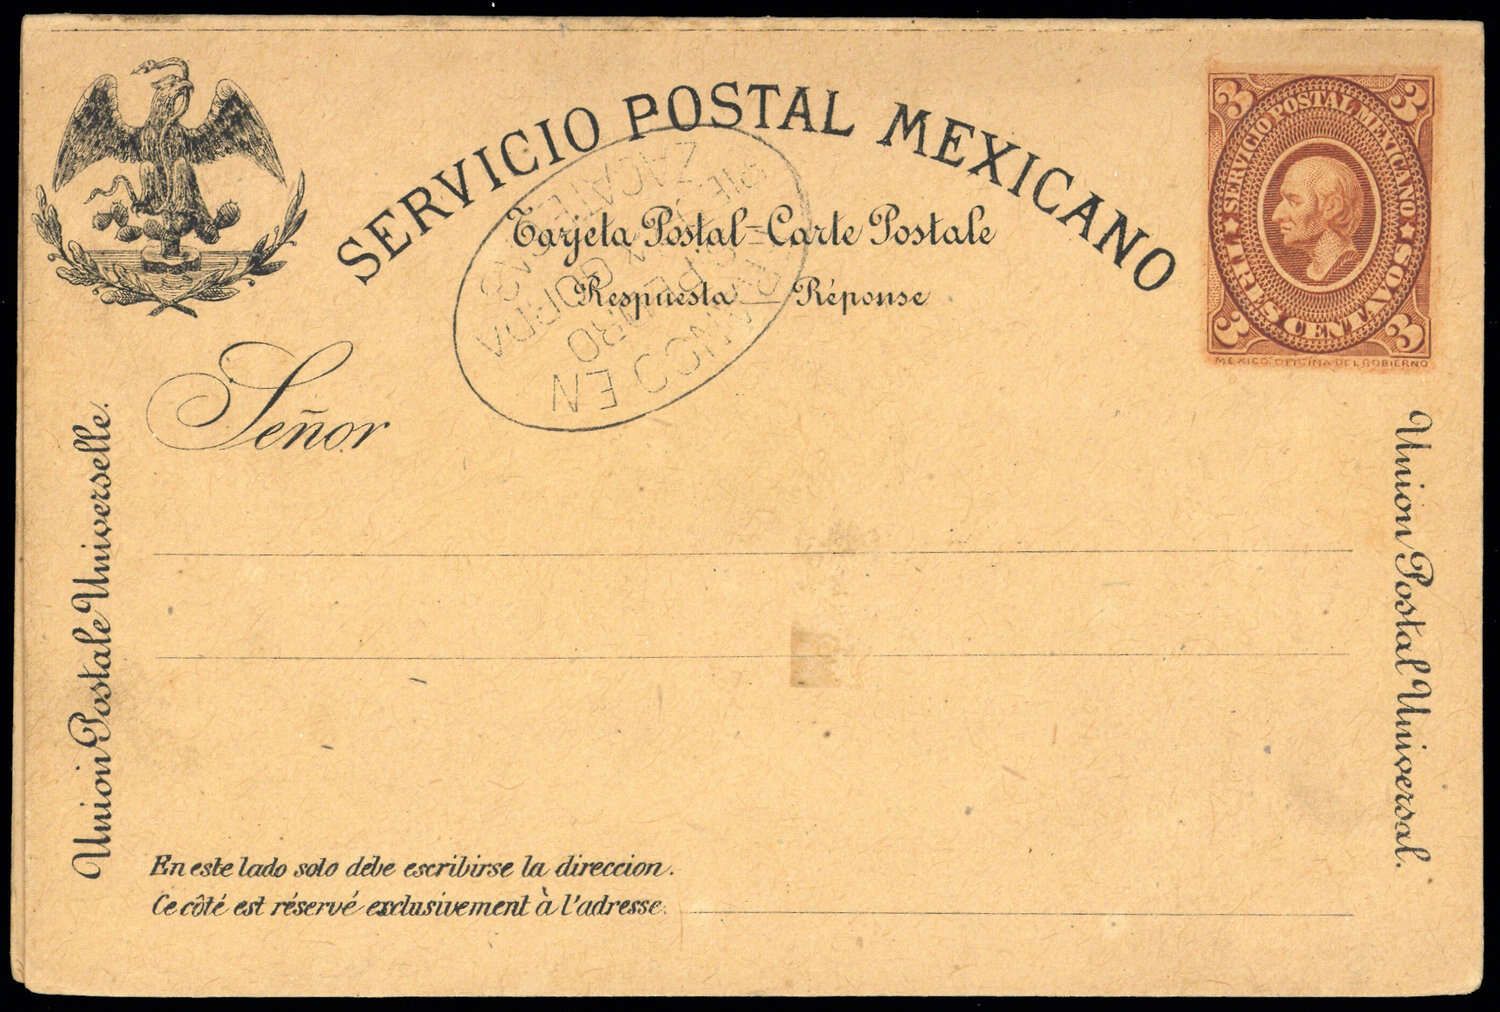 SERVICIO POSTAL MEXICANO
Tarjeta Postal = Carte Postale
Respuesta — Réponse
Señor
Union Postale Universelle.
Union Postal Universal.
3 3
★ SERVICIO POSTAL MEXICANO ★
TRES CENTAVOS
3 3
MEXICO. OFICINA DEL GOBIERNO
ZACATECAS
EN
En este lado solo debe escribirse la direccion.
Ce côté est réservé exclusivement à l'adresse.